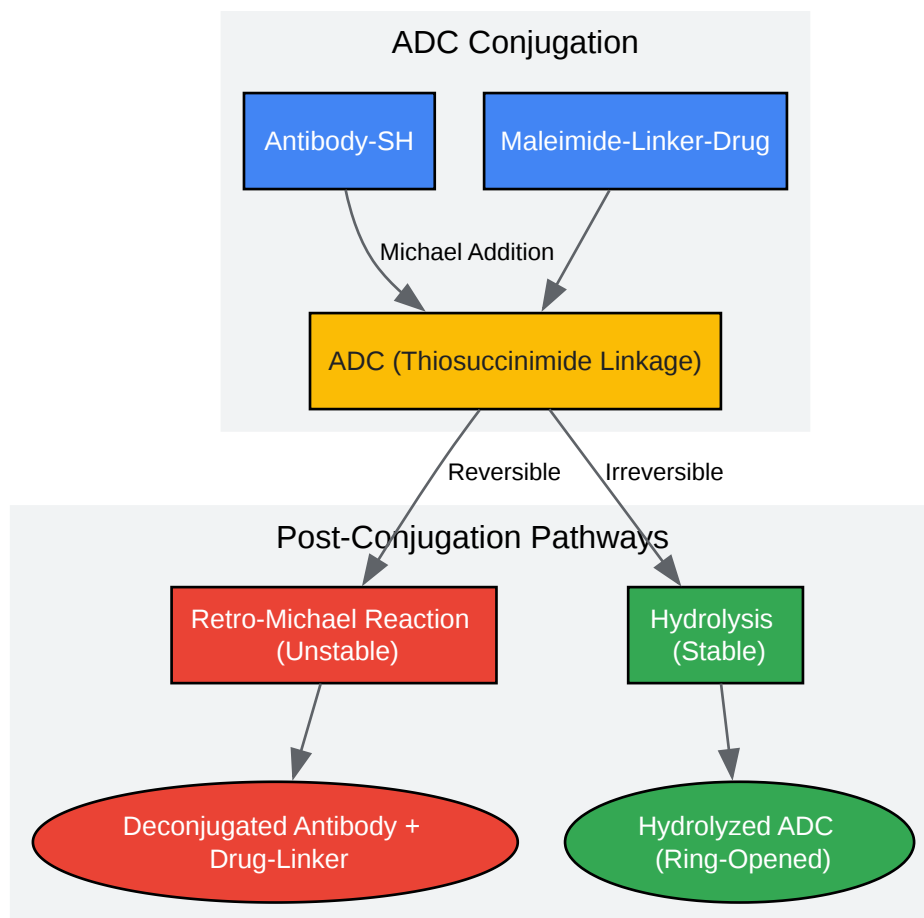 ADC Conjugation
Antibody-SH
Maleimide-Linker-Drug
Michael Addition
ADC (Thiosuccinimide Linkage)
Reversible
Irreversible
Post-Conjugation Pathways
Retro-Michael Reaction
(Unstable)
Hydrolysis
(Stable)
Deconjugated Antibody +
Drug-Linker
Hydrolyzed ADC
(Ring-Opened)